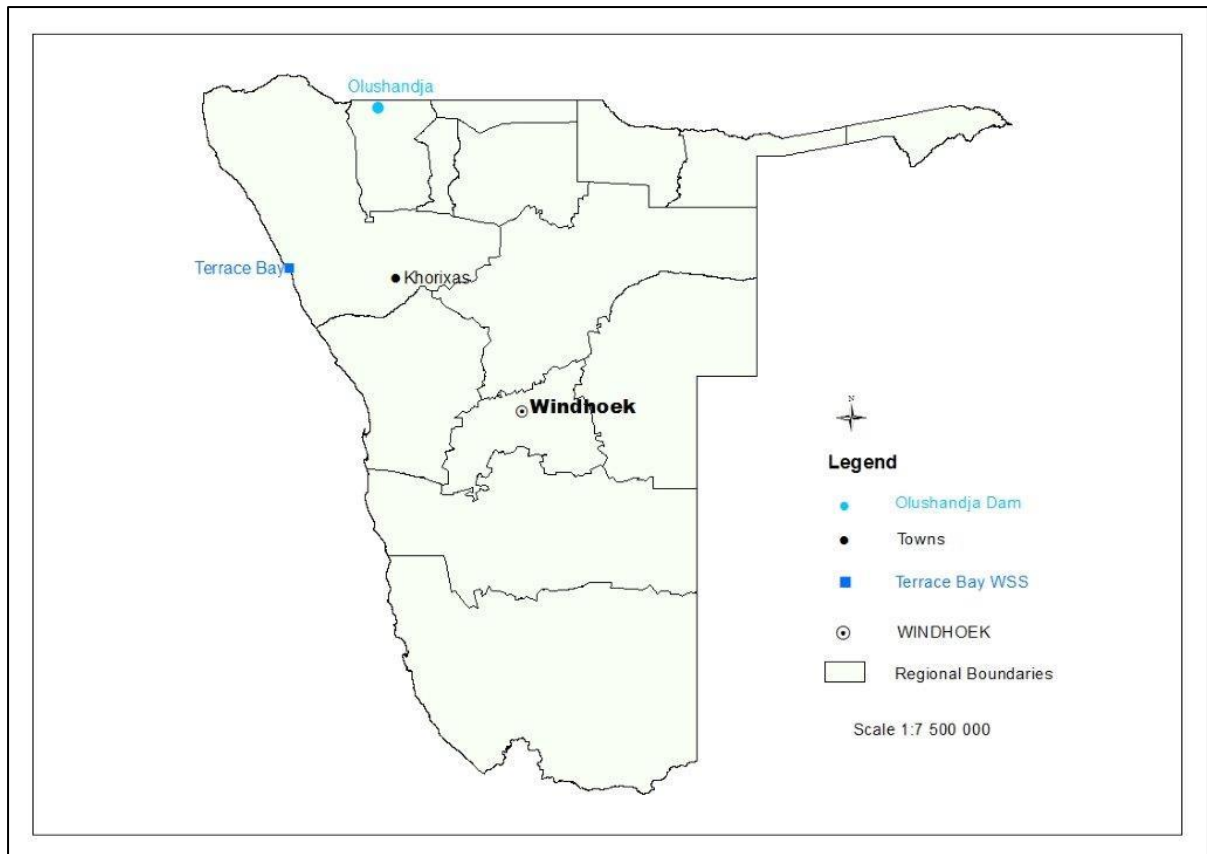 Olushandja
Terrace Bay
Khorixas
Windhoek
N
Legend
Olushandja Dam
Towns
Terrace Bay WSS
WINDHOEK
Regional Boundaries
Scale 1:7 500 000